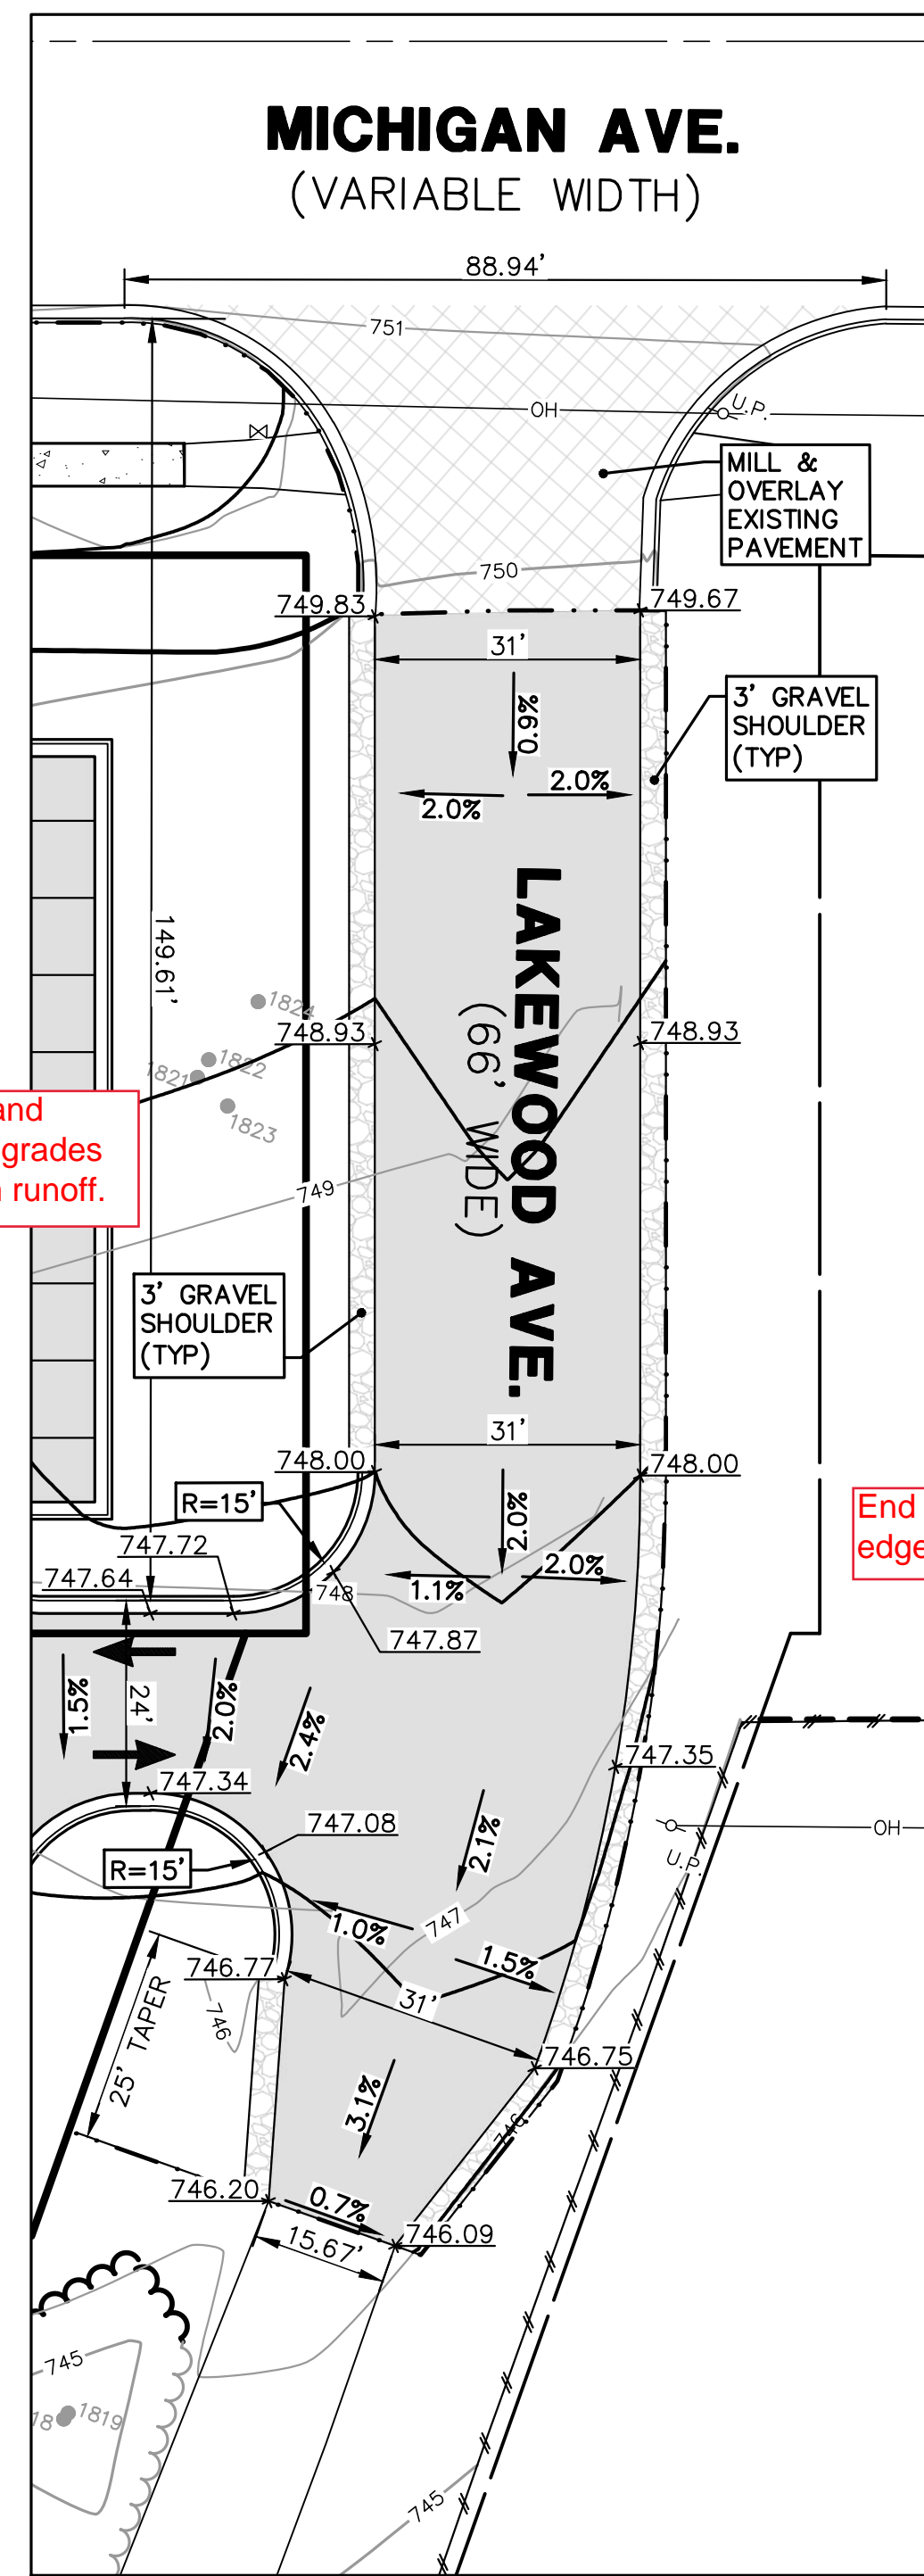 MICHIGAN AVE.
(VARIABLE WIDTH)
88.94'
751
OH
U.P.
MILL &
OVERLAY
EXISTING
PAVEMENT
750
749.83
749.67
31'
3' GRAVEL
SHOULDER
(TYP)
0.9%
2.0%
2.0%
LAKEWOOD AVE.
(66' WIDE)
149.61'
1824
748.93
748.93
1822
1821
1823
and
grades
runoff.
749
3' GRAVEL
SHOULDER
(TYP)
31'
748.00
748.00
R=15'
2.0%
End
edge
747.72
747.64
748
1.1%
2.0%
747.87
1.5%
24'
2.0%
2.4%
747.35
747.34
747.08
2.1%
OH
U.P.
R=15'
1.0%
747
1.5%
746.77
31'
746
25' TAPER
746.75
3.1%
746
746.20
0.7%
746.09
15.67'
745
18
1819
745